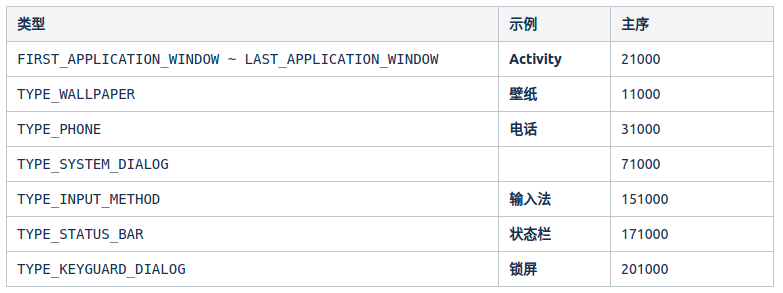 类型 示例 主序
FIRST_APPLICATION_WINDOW ~ LAST_APPLICATION_WINDOW Activity 21000
TYPE_WALLPAPER 壁纸 11000
TYPE_PHONE 电话 31000
TYPE_SYSTEM_DIALOG 71000
TYPE_INPUT_METHOD 输入法 151000
TYPE_STATUS_BAR 状态栏 171000
TYPE_KEYGUARD_DIALOG 锁屏 201000